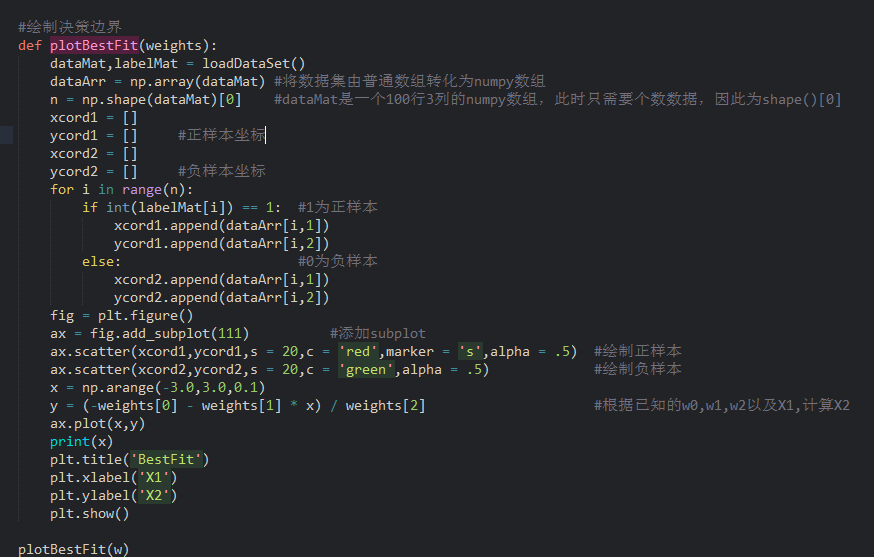 #绘制决策边界
def plotBestFit(weights):
    dataMat,labelMat = loadDataSet()
    dataArr = np.array(dataMat) #将数据集由普通数组转化为numpy数组
    n = np.shape(dataMat)[0]    #dataMat是一个100行3列的numpy数组，此时只需要个数数据，因此为shape()[0]
    xcord1 = []
    ycord1 = []     #正样本坐标
    xcord2 = []
    ycord2 = []     #负样本坐标
    for i in range(n):
        if int(labelMat[i]) == 1:  #1为正样本
            xcord1.append(dataArr[i,1])
            ycord1.append(dataArr[i,2])
        else:                      #0为负样本
            xcord2.append(dataArr[i,1])
            ycord2.append(dataArr[i,2])
    fig = plt.figure()
    ax = fig.add_subplot(111)          #添加subplot
    ax.scatter(xcord1,ycord1,s = 20,c = 'red',marker = 's',alpha = .5)  #绘制正样本
    ax.scatter(xcord2,ycord2,s = 20,c = 'green',alpha = .5)             #绘制负样本
    x = np.arange(-3.0,3.0,0.1)
    y = (-weights[0] - weights[1] * x) / weights[2]                     #根据已知的w0,w1,w2以及X1,计算X2
    ax.plot(x,y)
    print(x)
    plt.title('BestFit')
    plt.xlabel('X1')
    plt.ylabel('X2')
    plt.show()
plotBestFit(w)